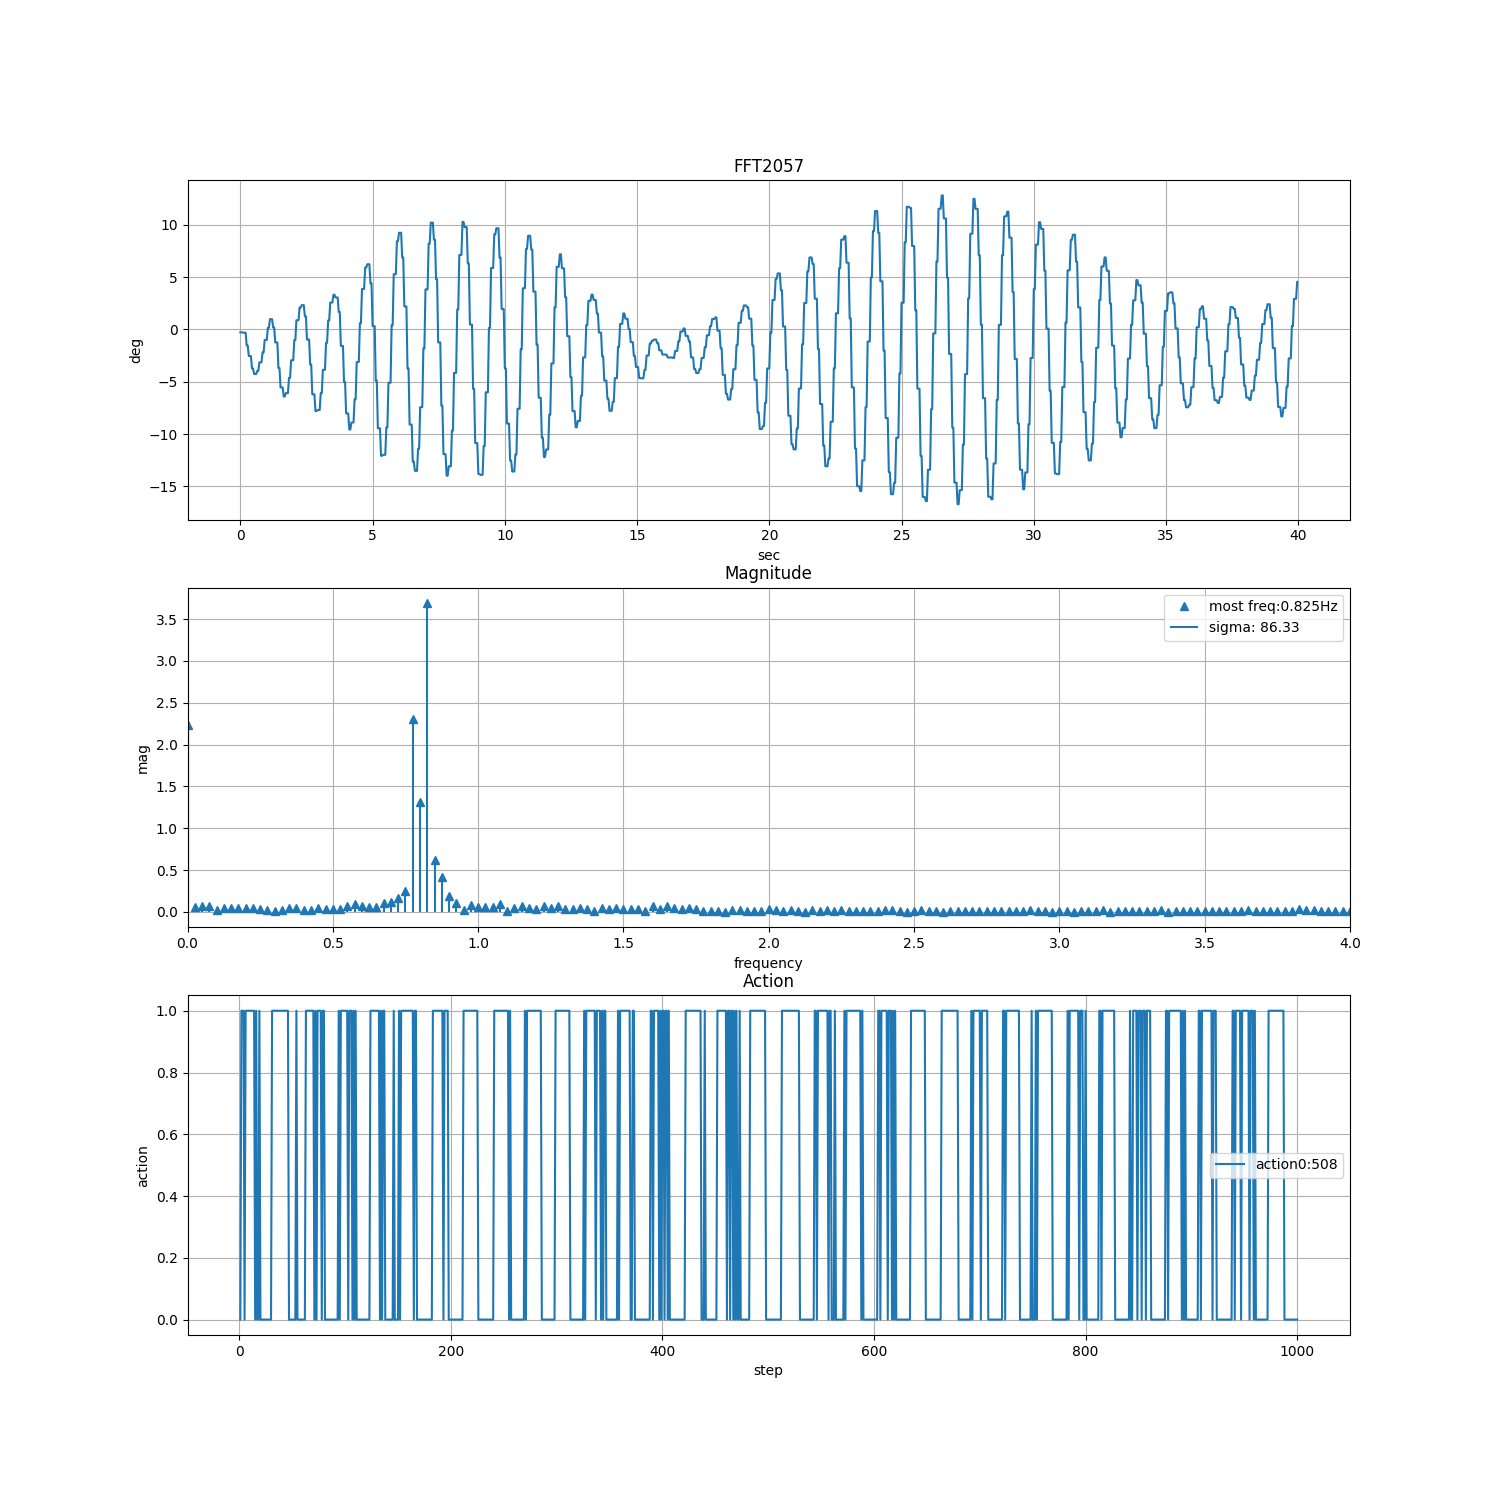 FFT2057
10
5
0
−5
−10
−15
deg
0 5 10 15 20 25 30 35 40
sec
Magnitude
most freq:0.825Hz
sigma: 86.33
3.5
3.0
2.5
2.0
1.5
1.0
0.5
0.0
mag
0.0 0.5 1.0 1.5 2.0 2.5 3.0 3.5 4.0
frequency
Action
1.0
0.8
0.6
0.4
0.2
0.0
action
action0:508
0 200 400 600 800 1000
step